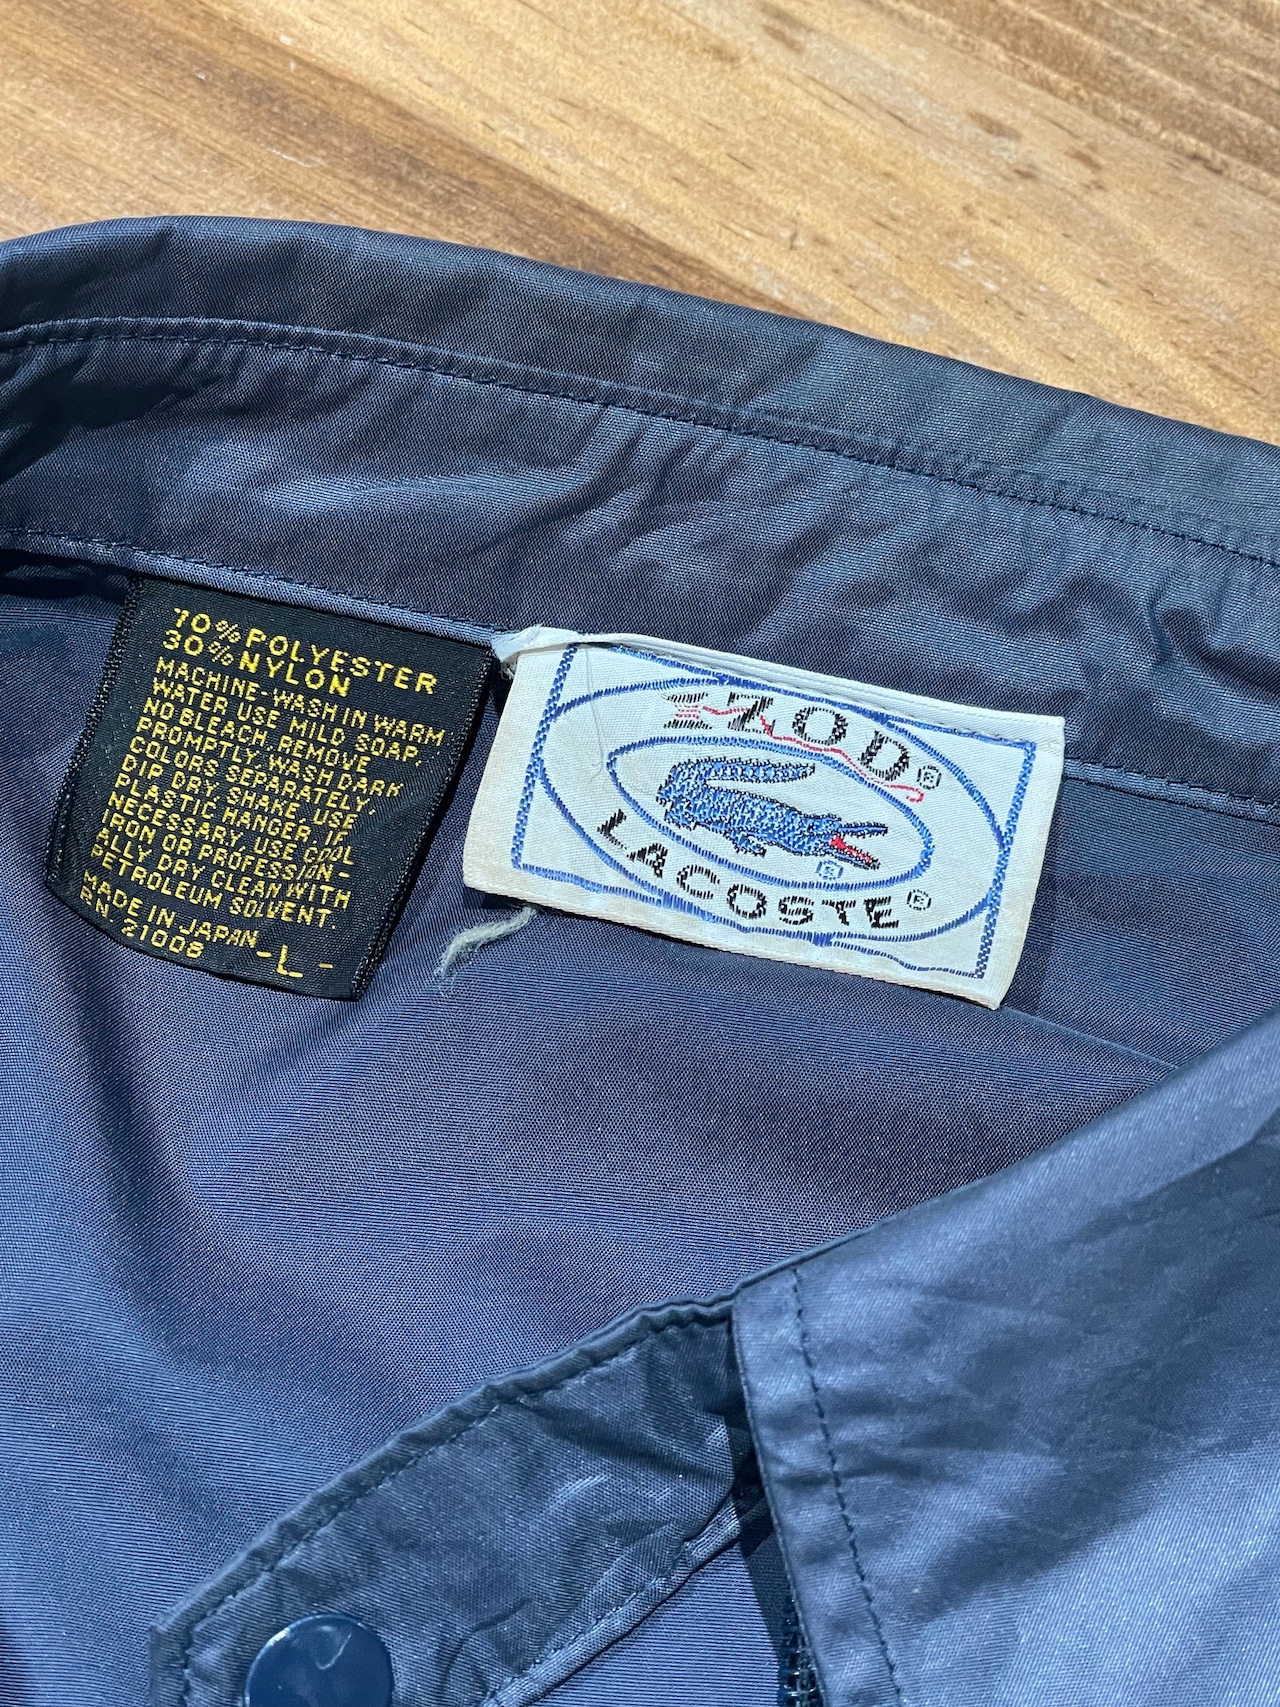 70% POLYESTER
30% NYLON
MACHINE-WASH IN WARM
WATER USE MILD SOAP,
NO BLEACH, REMOVE
PROMPTLY, WASH DARK
COLORS SEPARATELY,
DIP DRY, SHAKE, USE
PLASTIC HANGER, IF
NECESSARY, USE COOL
IRON OR PROFESSION-
ALLY DRY CLEAN WITH
PETROLEUM SOLVENT.
MADE IN JAPAN
RN. 21008 -L-
IZOD®
®
LACOSTE®